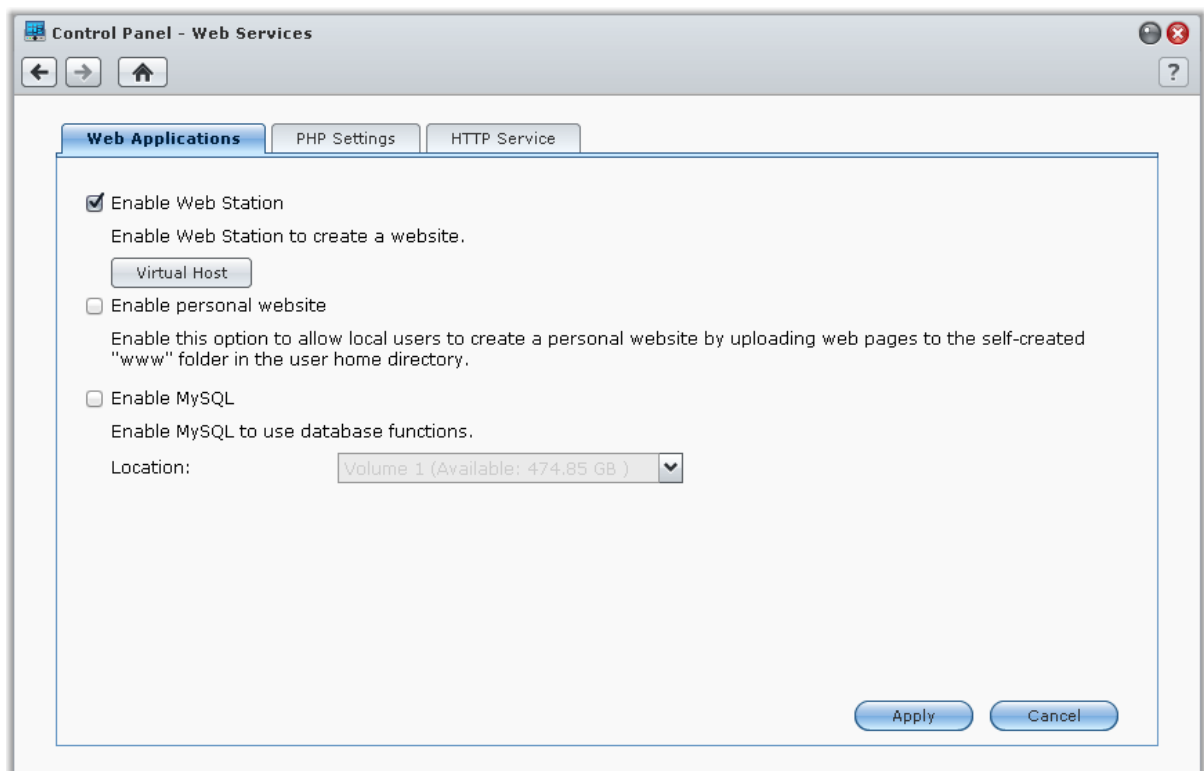 Control Panel - Web Services
?
Web Applications
PHP Settings
HTTP Service
Enable Web Station
Enable Web Station to create a website.
Virtual Host
Enable personal website
Enable this option to allow local users to create a personal website by uploading web pages to the self-created
"www" folder in the user home directory.
Enable MySQL
Enable MySQL to use database functions.
Location: Volume 1 (Available: 474.85 GB )
Apply
Cancel